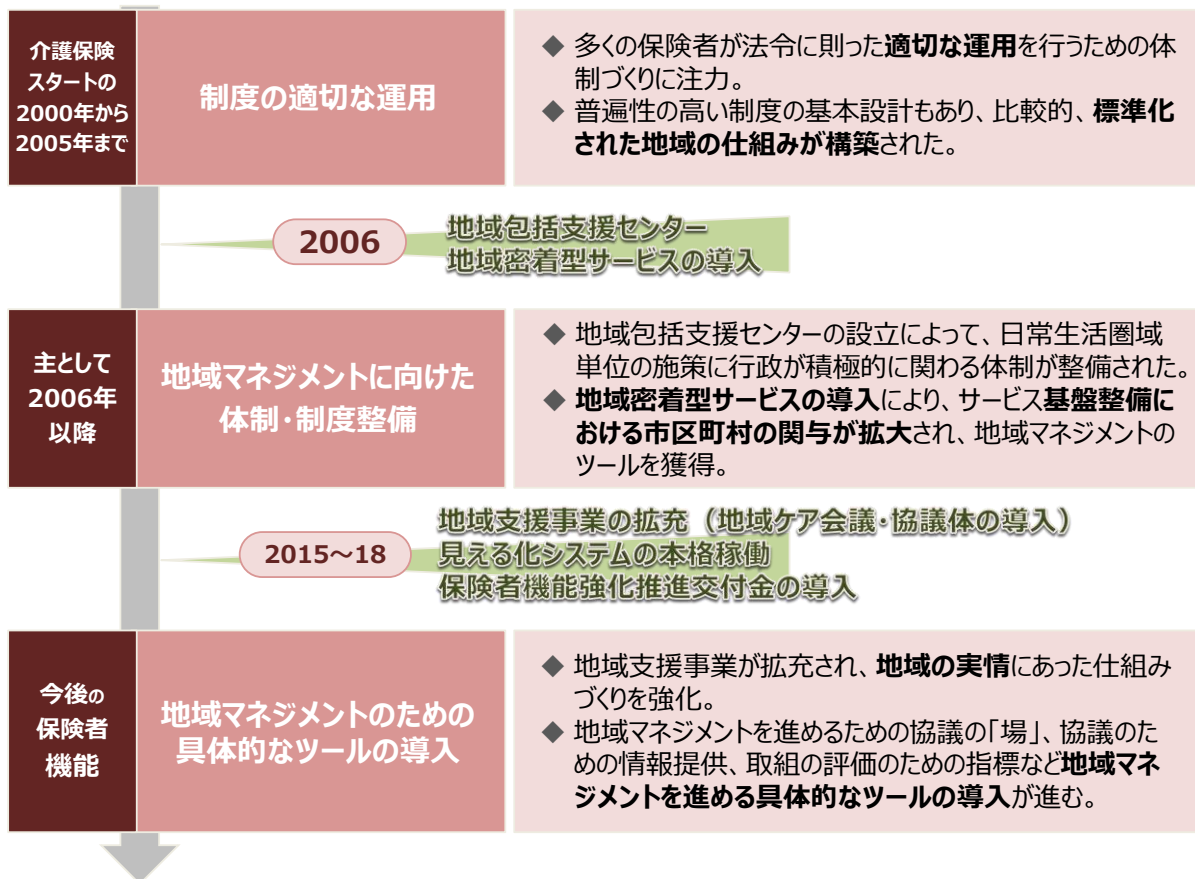 介護保険
スタートの
2000年から
2005年まで
制度の適切な運用
◆ 多くの保険者が法令に則った適切な運用を行うための体
制づくりに注力。
◆ 普遍性の高い制度の基本設計もあり、比較的、標準化
された地域の仕組みが構築された。
2006
地域包括支援センター
地域密着型サービスの導入
主として
2006年
以降
地域マネジメントに向けた
体制・制度整備
◆ 地域包括支援センターの設立によって、日常生活圏域
単位の施策に行政が積極的に関わる体制が整備された。
◆ 地域密着型サービスの導入により、サービス基盤整備に
おける市区町村の関与が拡大され、地域マネジメントの
ツールを獲得。
2015～18
地域支援事業の拡充（地域ケア会議・協議体の導入）
見える化システムの本格稼働
保険者機能強化推進交付金の導入
今後の
保険者
機能
地域マネジメントのための
具体的なツールの導入
◆ 地域支援事業が拡充され、地域の実情にあった仕組み
づくりを強化。
◆ 地域マネジメントを進めるための協議の「場」、協議のた
めの情報提供、取組の評価のための指標など地域マネ
ジメントを進める具体的なツールの導入が進む。